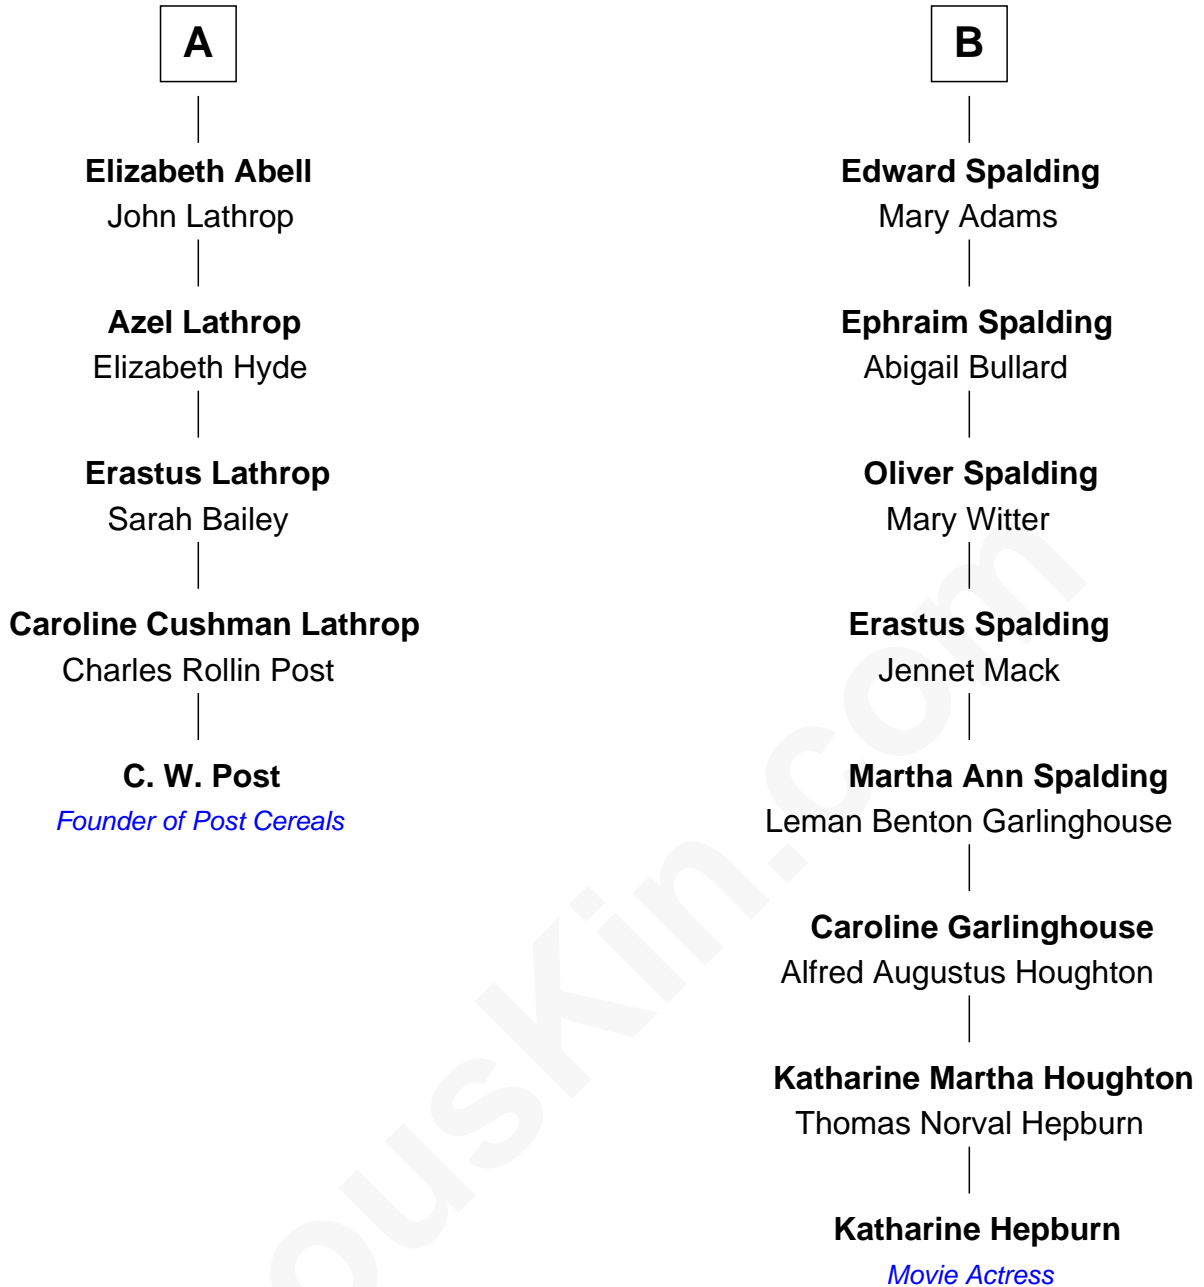 A
Elizabeth Abell
John Lathrop
Azel Lathrop
Elizabeth Hyde
Erastus Lathrop
Sarah Bailey
Caroline Cushman Lathrop
Charles Rollin Post
C. W. Post
Founder of Post Cereals
B
Edward Spalding
Mary Adams
Ephraim Spalding
Abigail Bullard
Oliver Spalding
Mary Witter
Erastus Spalding
Jennet Mack
Martha Ann Spalding
Leman Benton Garlinghouse
Caroline Garlinghouse
Alfred Augustus Houghton
Katharine Martha Houghton
Thomas Norval Hepburn
Katharine Hepburn
Movie Actress
ousKin.com